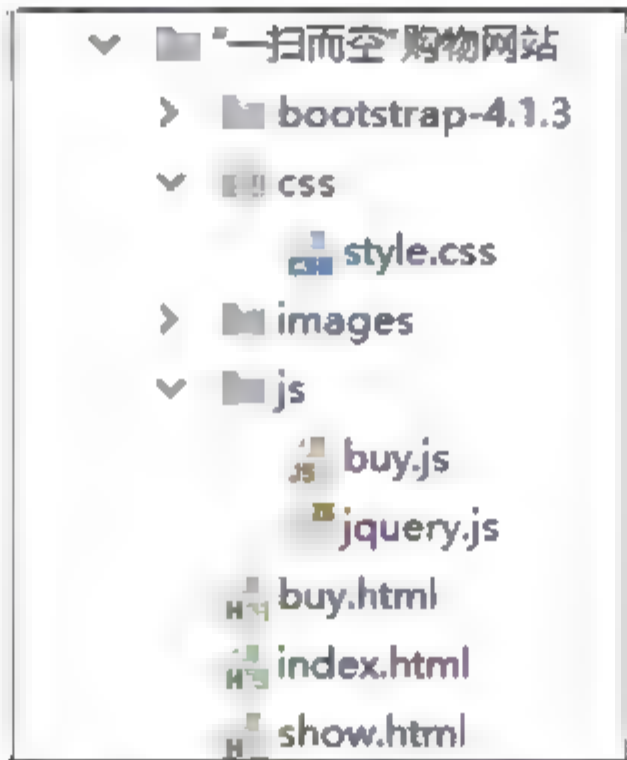 “一扫而空”购物网站
bootstrap-4.1.3
css
style.css
images
js
buy.js
jquery.js
buy.html
index.html
show.html